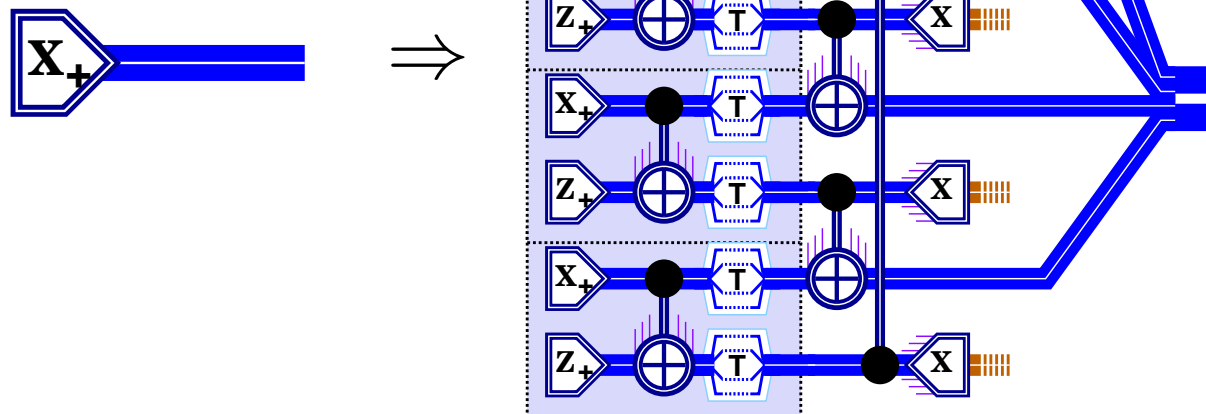 X+ ⇒
Z+ T X
X+ T
Z+ T X
X+ T
Z+ T X